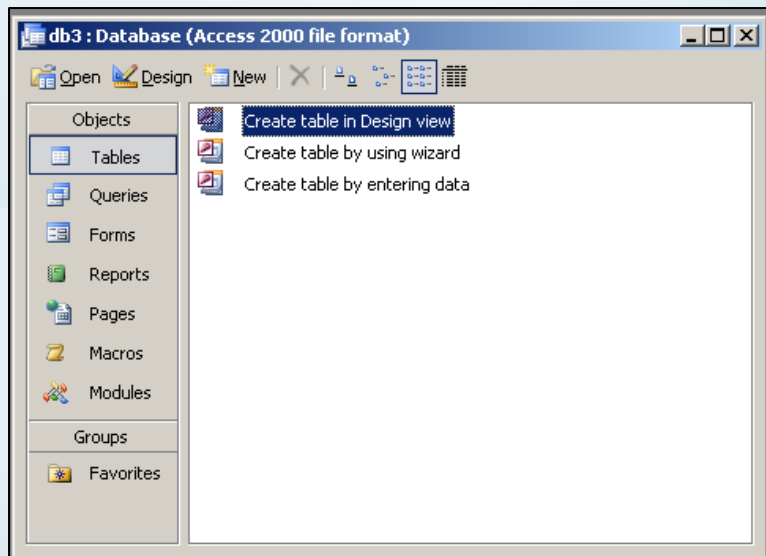 db3 : Database (Access 2000 file format)
Open Design New
Objects
Tables
Queries
Forms
Reports
Pages
Macros
Modules
Groups
Favorites
Create table in Design view
Create table by using wizard
Create table by entering data